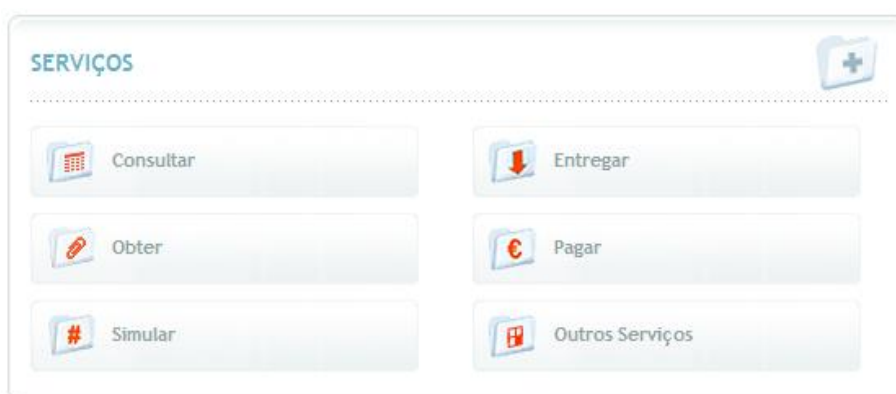 SERVIÇOS
Consultar
Entregar
Obter
Pagar
Simular
Outros Serviços